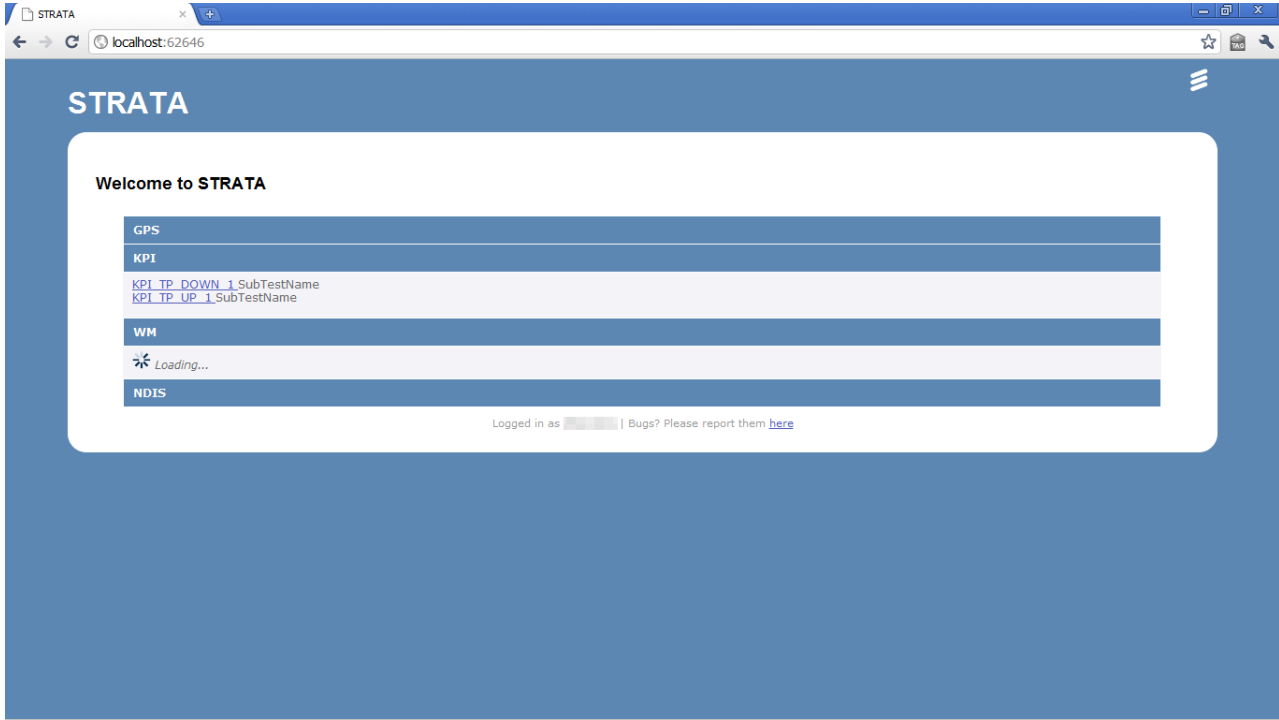 STRATA
localhost:62646
TAG
STRATA
Welcome to STRATA
GPS
KPI
KPI_TP_DOWN_1 SubTestName
KPI_TP_UP_1 SubTestName
WM
Loading...
NDIS
Logged in as | Bugs? Please report them here